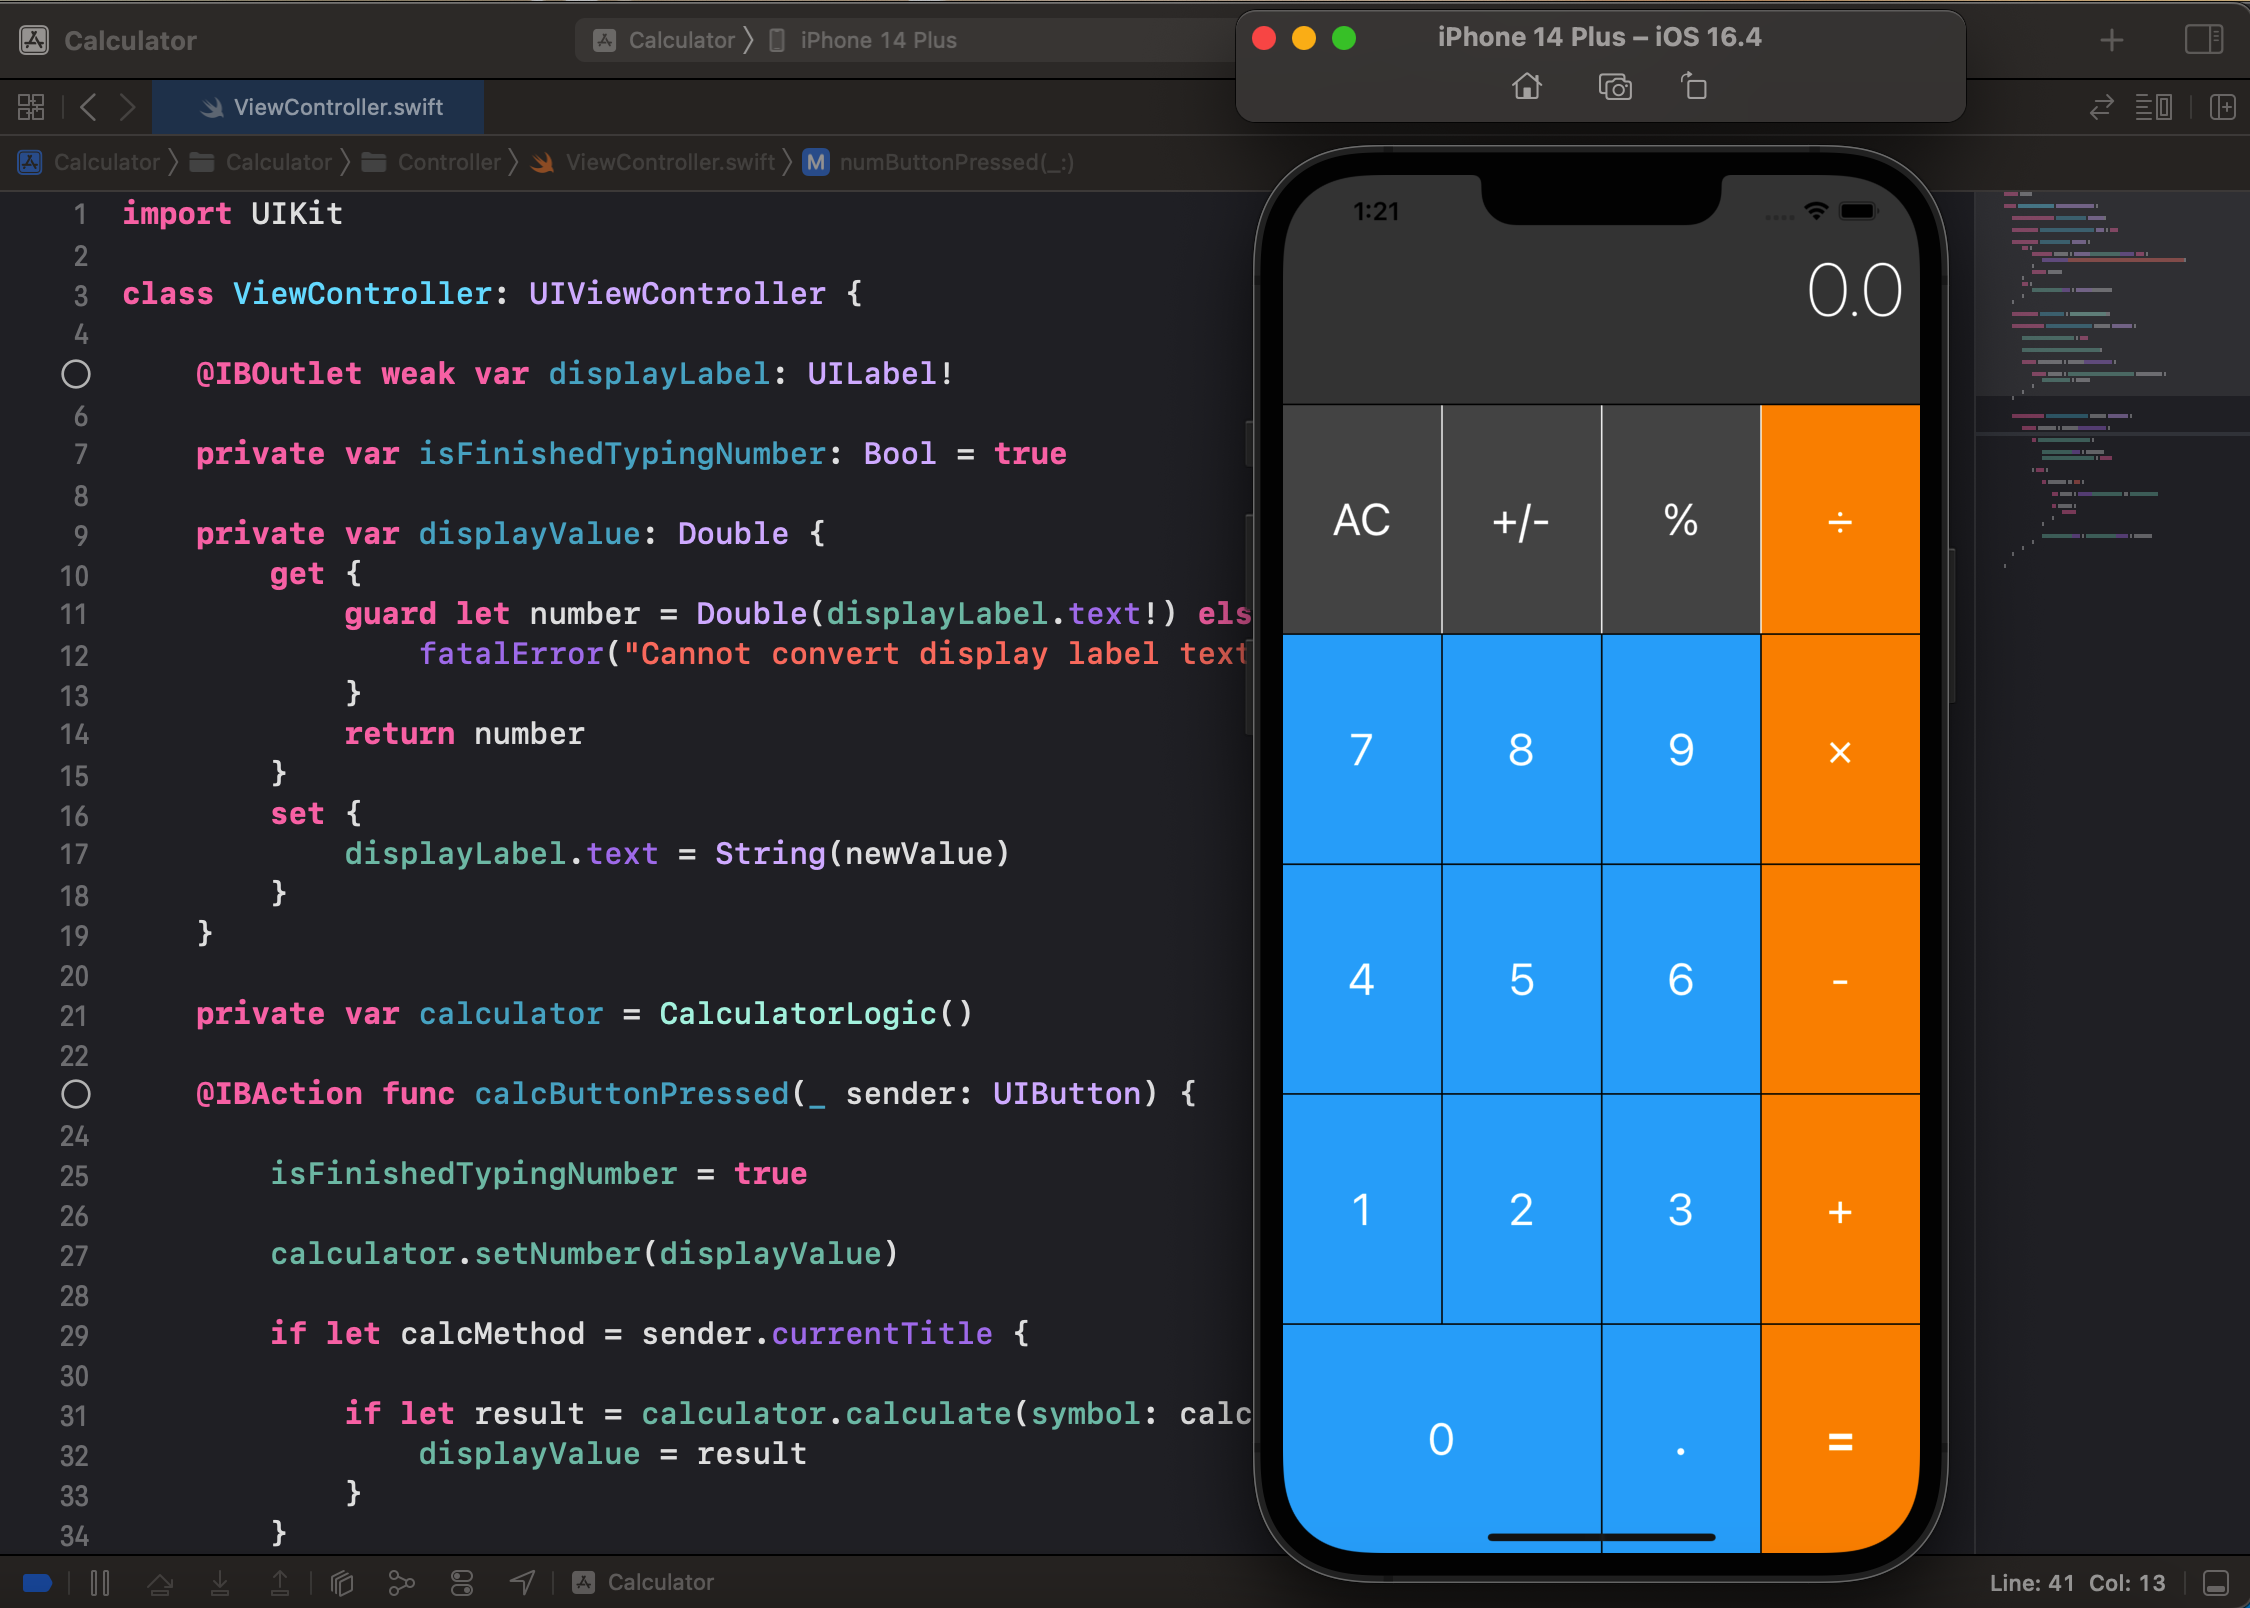 Calculator
Calculator iPhone 14 Plus
iPhone 14 Plus – iOS 16.4
ViewController.swift
Calculator Calculator Controller ViewController.swift M numButtonPressed(_:)
1 import UIKit
2
3 class ViewController: UIViewController {
4
@IBOutlet weak var displayLabel: UILabel!
6
7 private var isFinishedTypingNumber: Bool = true
8
9 private var displayValue: Double {
10 get {
11 guard let number = Double(displayLabel.text!) els
12 fatalError("Cannot convert display label text
13 }
14 return number
15 }
16 set {
17 displayLabel.text = String(newValue)
18 }
19 }
20
21 private var calculator = CalculatorLogic()
22
@IBAction func calcButtonPressed(_ sender: UIButton) {
24
25 isFinishedTypingNumber = true
26
27 calculator.setNumber(displayValue)
28
29 if let calcMethod = sender.currentTitle {
30
31 if let result = calculator.calculate(symbol: calc
32 displayValue = result
33 }
34 }
1:21
0.0
AC +/- % ÷
7 8 9 ×
4 5 6 -
1 2 3 +
0 . =
Calculator
Line: 41 Col: 13